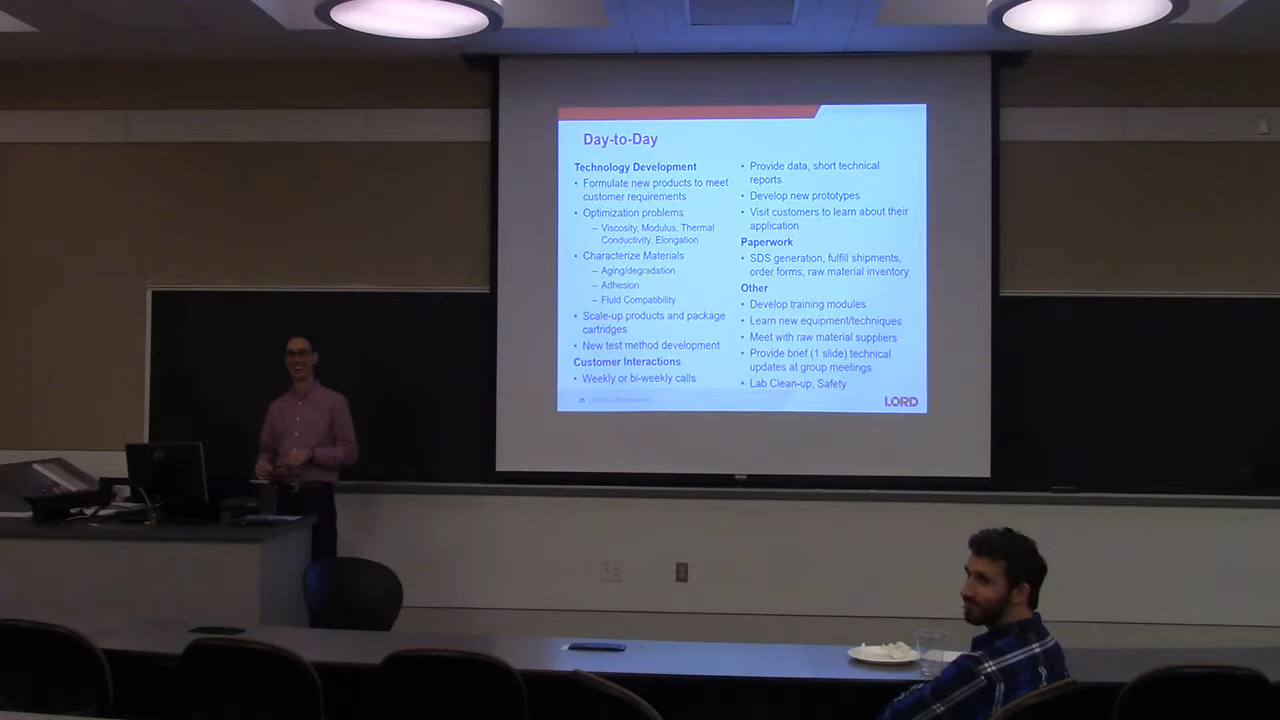 Day-to-Day
Technology Development
• Formulate new products to meet
customer requirements
• Optimization problems
– Viscosity, Modulus, Thermal
Conductivity, Elongation
• Characterize Materials
– Aging/degradation
– Adhesion
– Fluid Compatibility
• Scale-up products and package
cartridges
• New test method development
Customer Interactions
• Weekly or bi-weekly calls
• Provide data, short technical
reports
• Develop new prototypes
• Visit customers to learn about their
application
Paperwork
• SDS generation, fulfill shipments,
order forms, raw material inventory
Other
• Develop training modules
• Learn new equipment/techniques
• Meet with raw material suppliers
• Provide brief (1 slide) technical
updates at group meetings
• Lab Clean-up, Safety
LORD